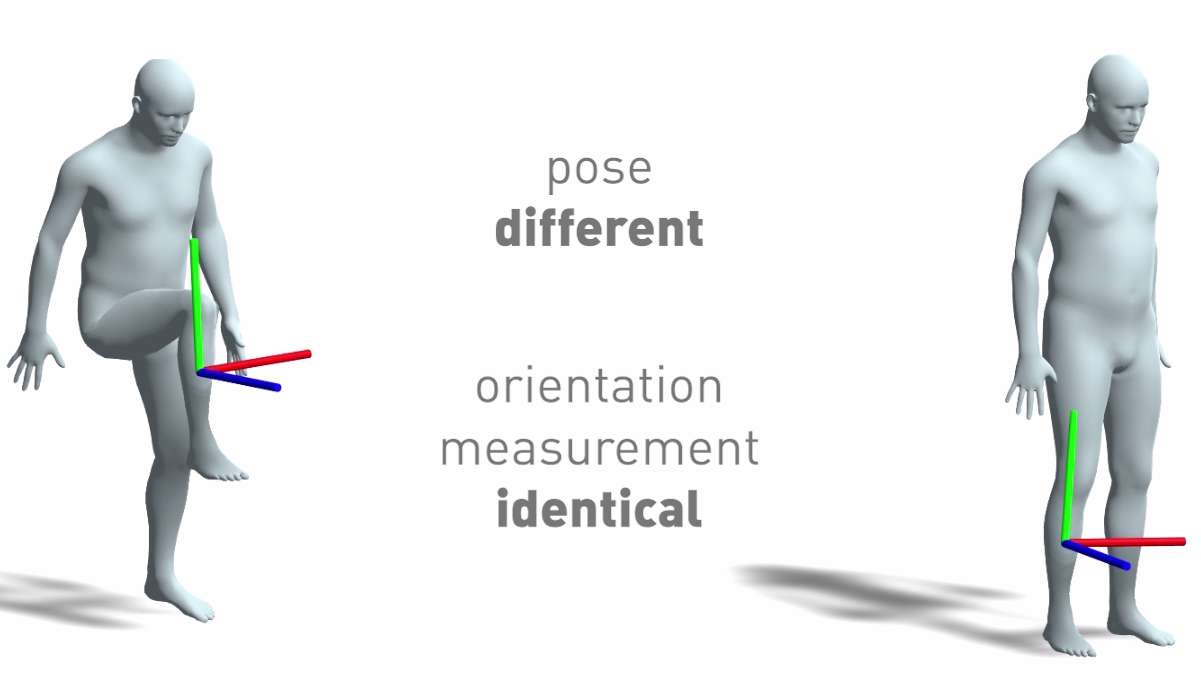 pose
different
orientation
measurement
identical